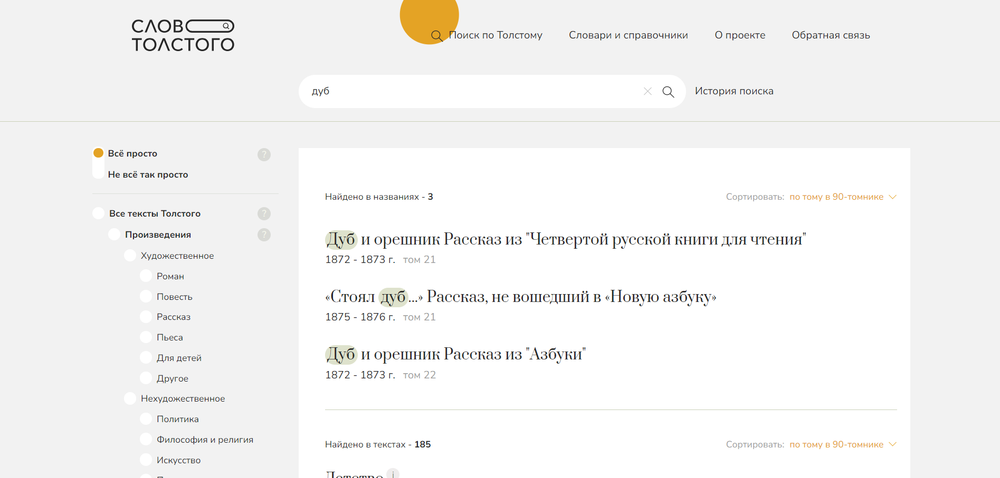 СЛОВО
ТОЛСТОГО
Поиск по Толстому
Словари и справочники
О проекте
Обратная связь
дуб
История поиска
Всё просто
?
Не всё так просто
Все тексты Толстого
?
Произведения
?
Художественное
Роман
Повесть
Рассказ
Пьеса
Для детей
Другое
Нехудожественное
Политика
Философия и религия
Искусство
Найдено в названиях - 3
Сортировать: по тому в 90-томнике
Дуб и орешник Рассказ из "Четвертой русской книги для чтения"
1872 - 1873 г. том 21
«Стоял дуб...» Рассказ, не вошедший в «Новую азбуку»
1875 - 1876 г. том 21
Дуб и орешник Рассказ из "Азбуки"
1872 - 1873 г. том 22
Найдено в текстах - 185
Сортировать: по тому в 90-томнике
Детство i